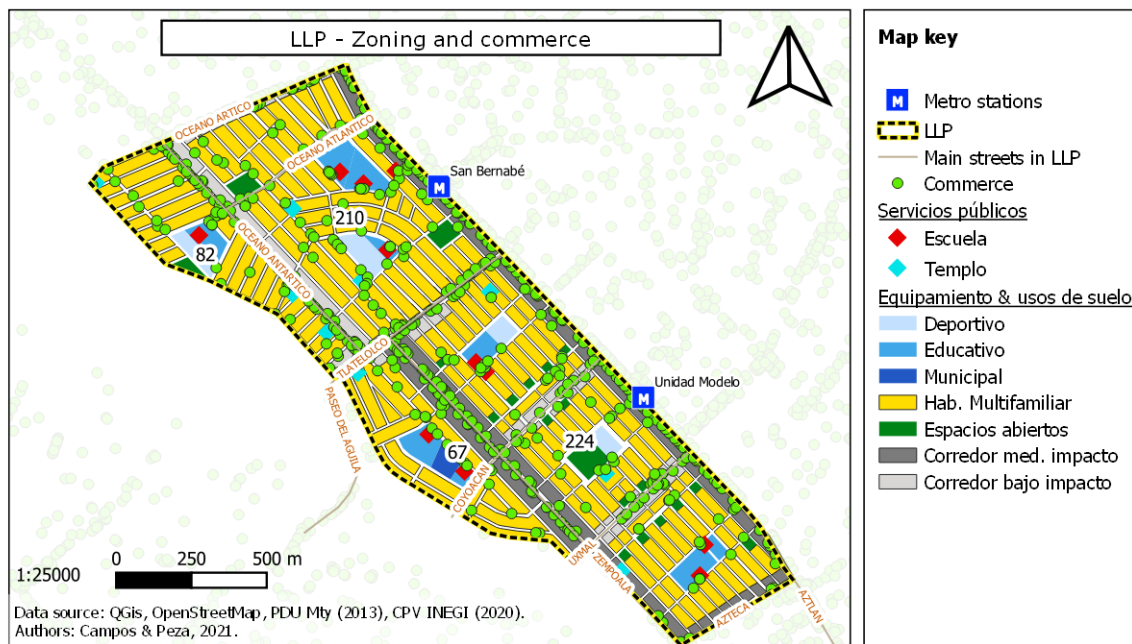 LLP - Zoning and commerce
OCEANO ARTICO
OCEANO ATLANTICO
San Bernabé
M
210
82
OCEANO ANTARTICO
TLATELOLCO
Unidad Modelo
M
PASEO DEL AGUILA
224
67
COYOACAN
UXMAL
ZEMPOALA
AZTECA
AZTLAN
0 250 500 m
1:25000
Data source: QGis, OpenStreetMap, PDU Mty (2013), CPV INEGI (2020).
Authors: Campos & Peza, 2021.
Map key
M Metro stations
LLP
Main streets in LLP
Commerce
Servicios públicos
Escuela
Templo
Equipamiento & usos de suelo
Deportivo
Educativo
Municipal
Hab. Multifamiliar
Espacios abiertos
Corredor med. impacto
Corredor bajo impacto